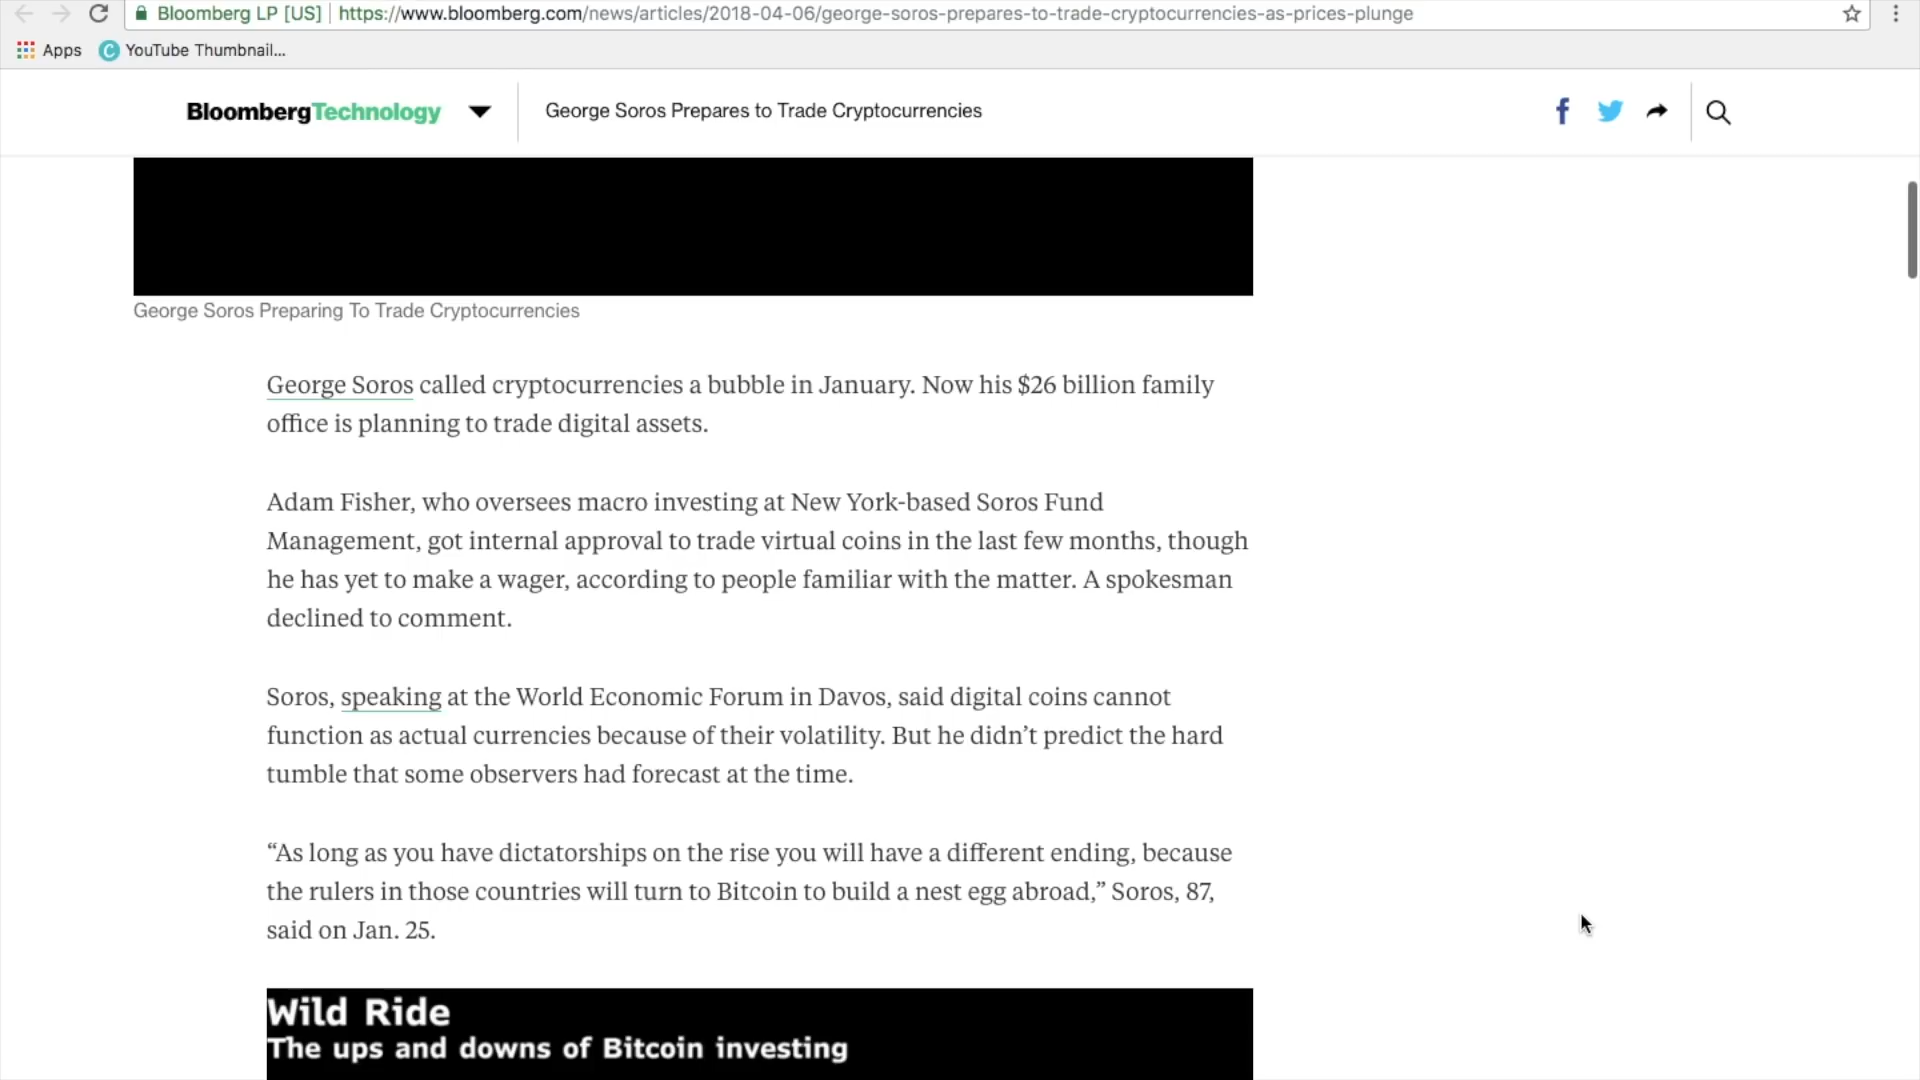 Bloomberg LP [US] | https://www.bloomberg.com/news/articles/2018-04-06/george-soros-prepares-to-trade-cryptocurrencies-as-prices-plunge
Apps YouTube Thumbnail...
BloombergTechnology George Soros Prepares to Trade Cryptocurrencies
George Soros Preparing To Trade Cryptocurrencies
George Soros called cryptocurrencies a bubble in January. Now his $26 billion family
office is planning to trade digital assets.
Adam Fisher, who oversees macro investing at New York-based Soros Fund
Management, got internal approval to trade virtual coins in the last few months, though
he has yet to make a wager, according to people familiar with the matter. A spokesman
declined to comment.
Soros, speaking at the World Economic Forum in Davos, said digital coins cannot
function as actual currencies because of their volatility. But he didn’t predict the hard
tumble that some observers had forecast at the time.
“As long as you have dictatorships on the rise you will have a different ending, because
the rulers in those countries will turn to Bitcoin to build a nest egg abroad,” Soros, 87,
said on Jan. 25.
Wild Ride
The ups and downs of Bitcoin investing